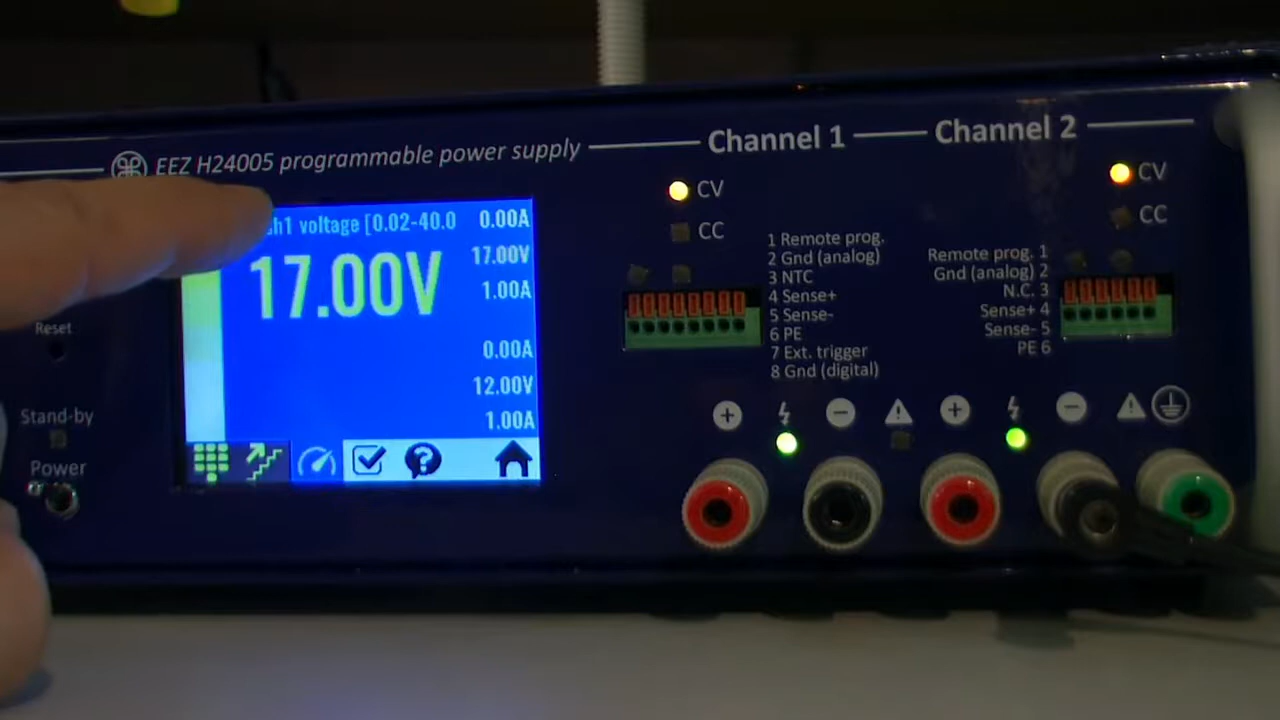 EEZ H24005 programmable power supply
Channel 1
Channel 2
CV
CC
CV
CC
voltage [0.02-40.0
17.00V
0.00A
17.00V
1.00A
0.00A
12.00V
1.00A
Reset
Stand-by
Power
1 Remote prog.
2 Gnd (analog)
3 NTC
4 Sense+
5 Sense-
6 PE
7 Ext. trigger
8 Gnd (digital)
Remote prog. 1
Gnd (analog) 2
N.C. 3
Sense+ 4
Sense- 5
PE 6